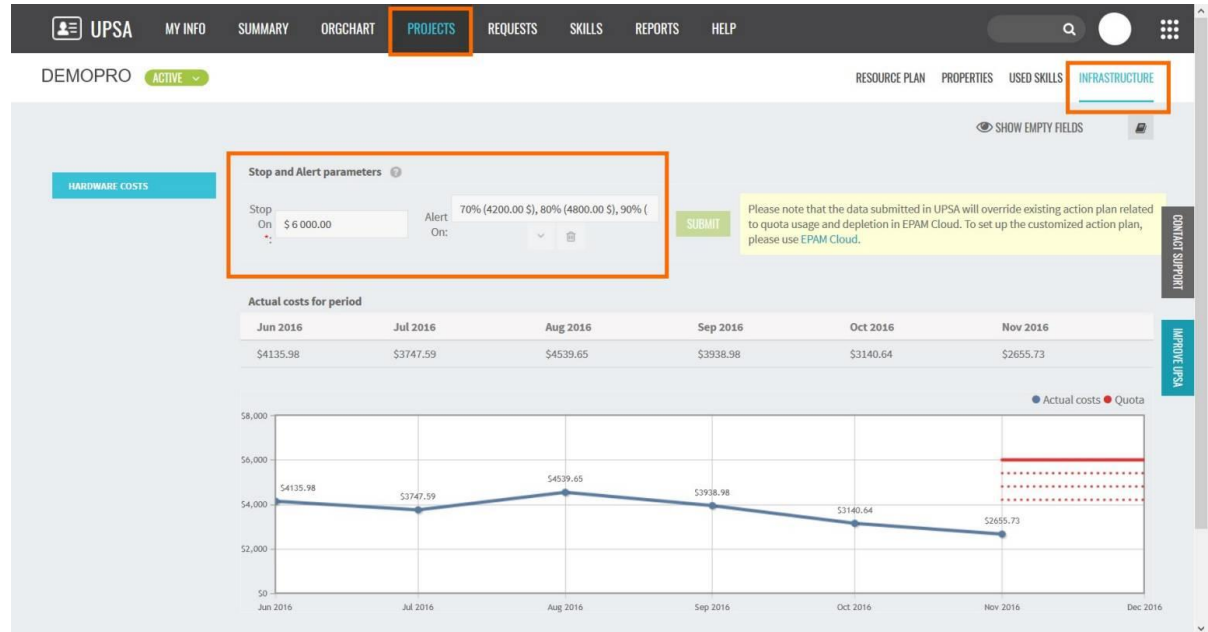 UPSA MY INFO SUMMARY ORGCHART PROJECTS REQUESTS SKILLS REPORTS HELP
DEMOPRO ACTIVE RESOURCE PLAN PROPERTIES USED SKILLS INFRASTRUCTURE
SHOW EMPTY FIELDS
HARDWARE COSTS
Stop and Alert parameters ?
Stop
On
*:
$ 6 000.00
Alert
On:
70% (4200.00 $), 80% (4800.00 $), 90% (
SUBMIT
Please note that the data submitted in UPSA will override existing action plan related
to quota usage and depletion in EPAM Cloud. To set up the customized action plan,
please use EPAM Cloud.
CONTACT SUPPORT
IMPROVE UPSA
Actual costs for period
Jun 2016 Jul 2016 Aug 2016 Sep 2016 Oct 2016 Nov 2016
$4135.98 $3747.59 $4539.65 $3938.98 $3140.64 $2655.73
Actual costs Quota
$8,000
$6,000
$4,000
$2,000
$0
$4135.98
$3747.59
$4539.65
$3938.98
$3140.64
$2655.73
Jun 2016 Jul 2016 Aug 2016 Sep 2016 Oct 2016 Nov 2016 Dec 2016